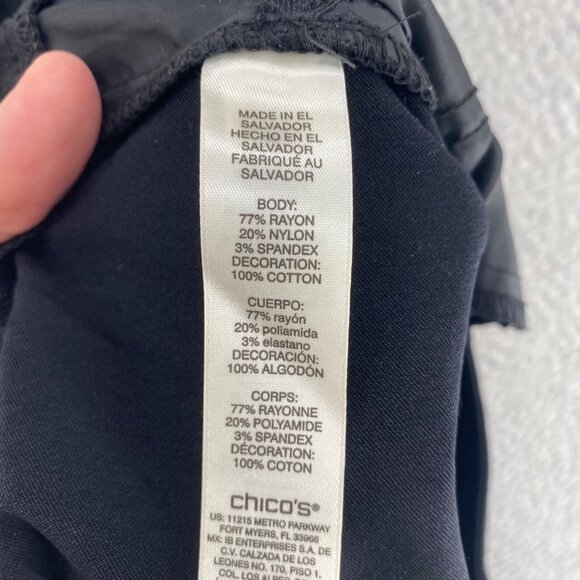 MADE IN EL
SALVADOR
HECHO EN EL
SALVADOR
FABRIQUÉ AU
SALVADOR
BODY:
77% RAYON
20% NYLON
3% SPANDEX
DECORATION:
100% COTTON
CUERPO:
77% rayón
20% poliamida
3% elastano
DECORACIÓN:
100% ALGODÓN
CORPS:
77% RAYONNE
20% POLYAMIDE
3% SPANDEX
DÉCORATION:
100% COTON
chico's®
US: 11215 METRO PARKWAY
FORT MYERS, FL 33966
MX: IB ENTERPRISES S.A. DE
C.V. CALZADA DE LOS
LEONES NO. 170, PISO 1,
COL. LOS ALPES